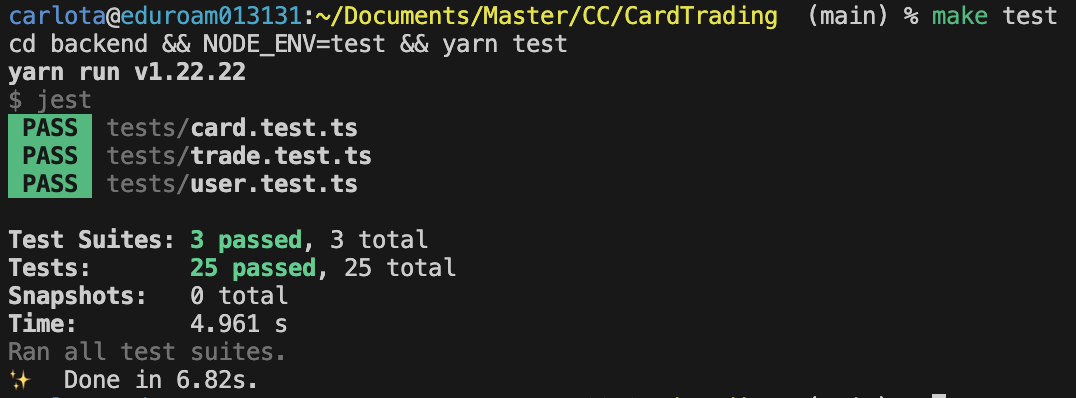 carlota@eduroam013131:~/Documents/Master/CC/CardTrading (main) % make test
cd backend && NODE_ENV=test && yarn test
yarn run v1.22.22
$ jest
PASS tests/card.test.ts
PASS tests/trade.test.ts
PASS tests/user.test.ts
Test Suites: 3 passed, 3 total
Tests: 25 passed, 25 total
Snapshots: 0 total
Time: 4.961 s
Ran all test suites.
✨ Done in 6.82s.